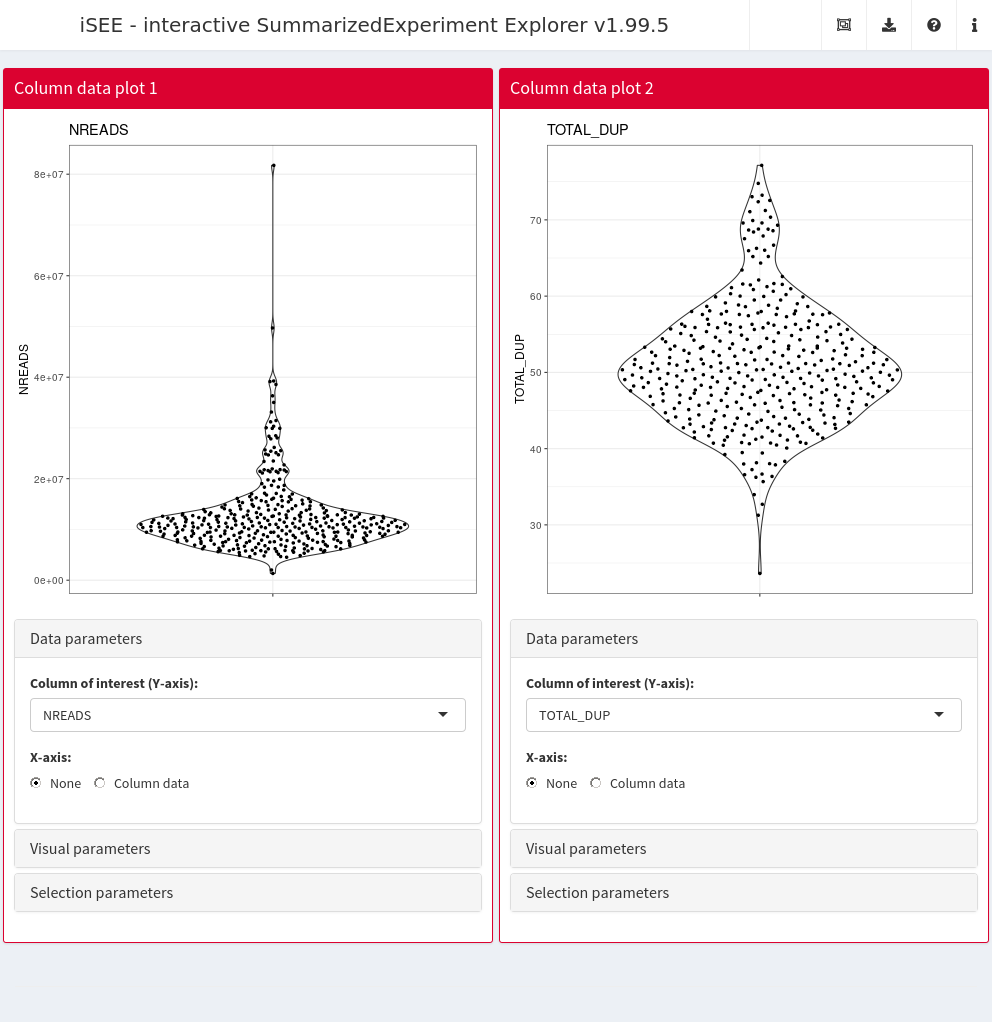 iSEE - interactive SummarizedExperiment Explorer v1.99.5
Column data plot 1
NREADS
8e+07
6e+07
4e+07
2e+07
0e+00
NREADS
Data parameters
Column of interest (Y-axis):
NREADS
X-axis:
None Column data
Visual parameters
Selection parameters
Column data plot 2
TOTAL_DUP
70
60
50
40
30
TOTAL_DUP
Data parameters
Column of interest (Y-axis):
TOTAL_DUP
X-axis:
None Column data
Visual parameters
Selection parameters